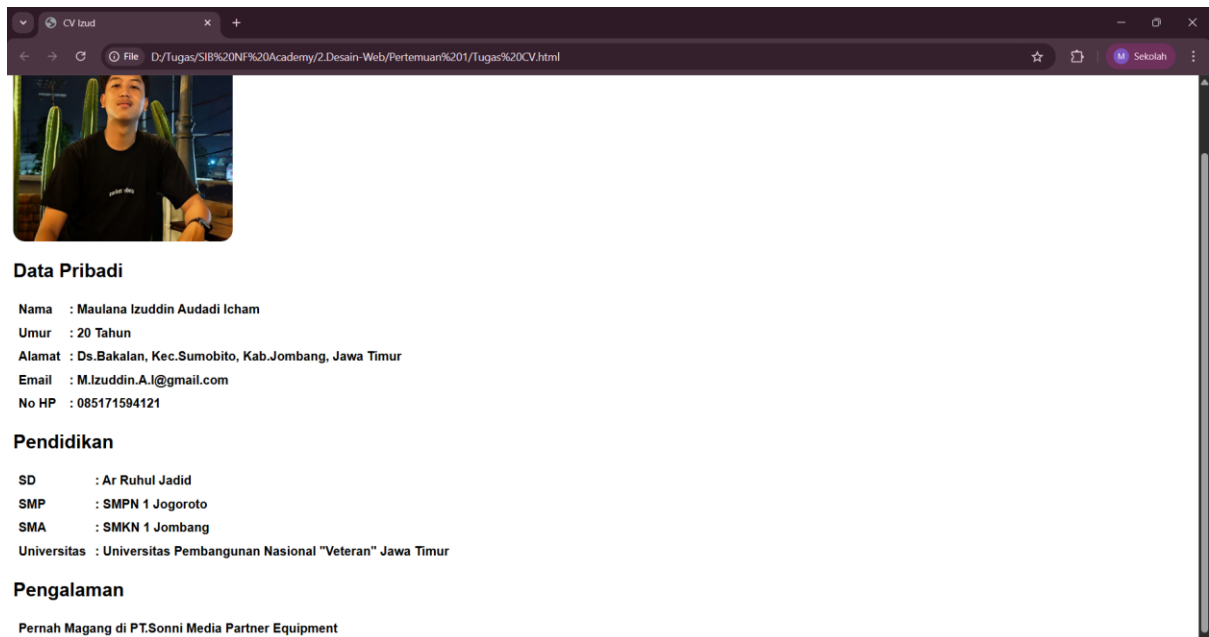 CV Izud
File D:/Tugas/SIB%20NF%20Academy/2.Desain-Web/Pertemuan%201/Tugas%20CV.html
M Sekolah
Data Pribadi
Nama : Maulana Izuddin Audadi Icham
Umur : 20 Tahun
Alamat : Ds.Bakalan, Kec.Sumobito, Kab.Jombang, Jawa Timur
Email : M.Izuddin.A.I@gmail.com
No HP : 085171594121
Pendidikan
SD : Ar Ruhul Jadid
SMP : SMPN 1 Jogoroto
SMA : SMKN 1 Jombang
Universitas : Universitas Pembangunan Nasional "Veteran" Jawa Timur
Pengalaman
Pernah Magang di PT.Sonni Media Partner Equipment